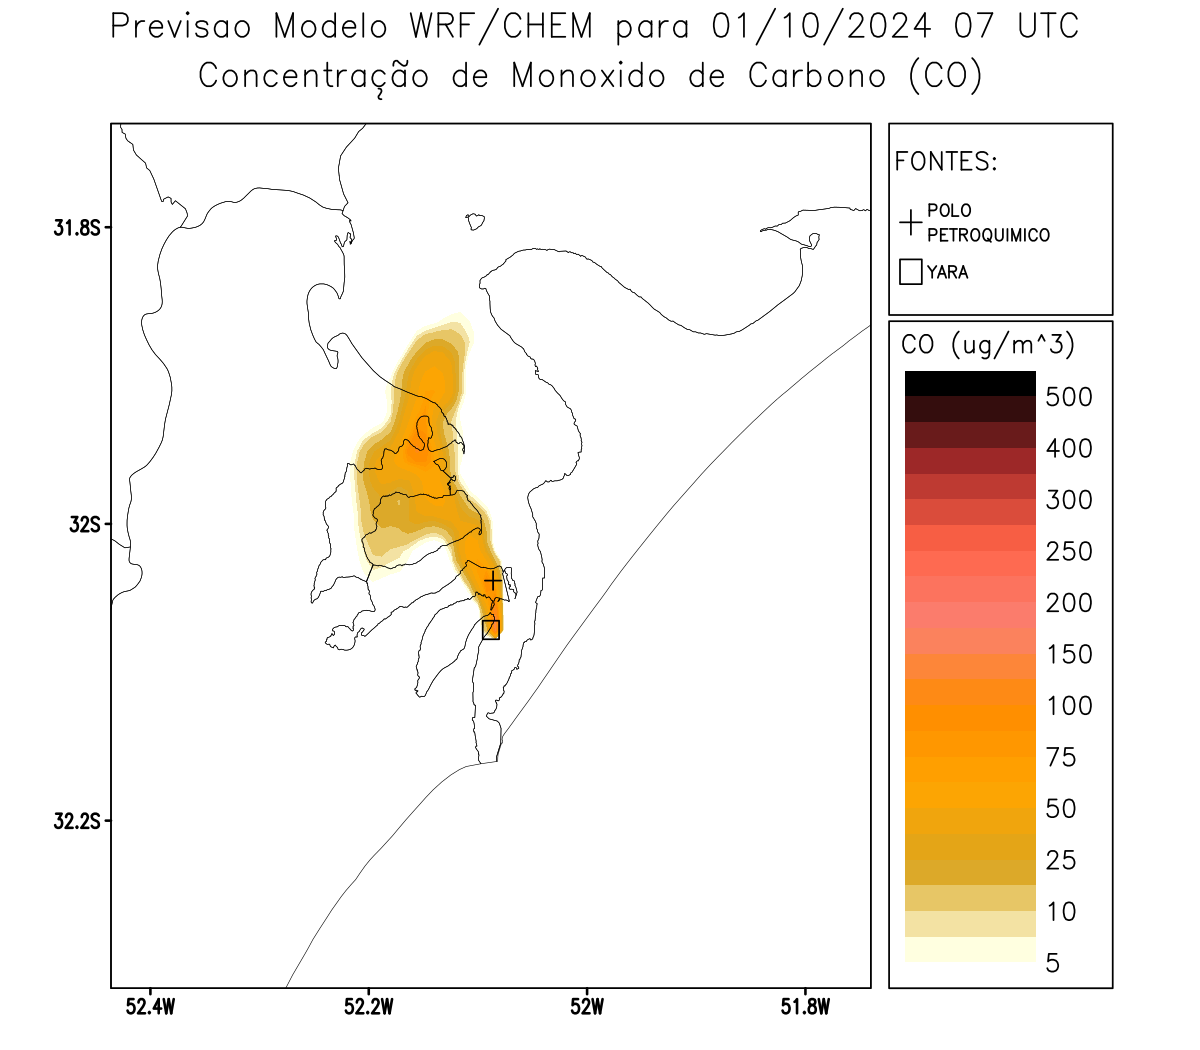 Previsao Modelo WRF/CHEM para 01/10/2024 07 UTC
Concentração de Monoxido de Carbono (CO)
31.8S
32S
32.2S
52.4W
52.2W
52W
51.8W
FONTES:
POLO
PETROQUIMICO
YARA
CO (ug/m^3)
500
400
300
250
200
150
100
75
50
25
10
5